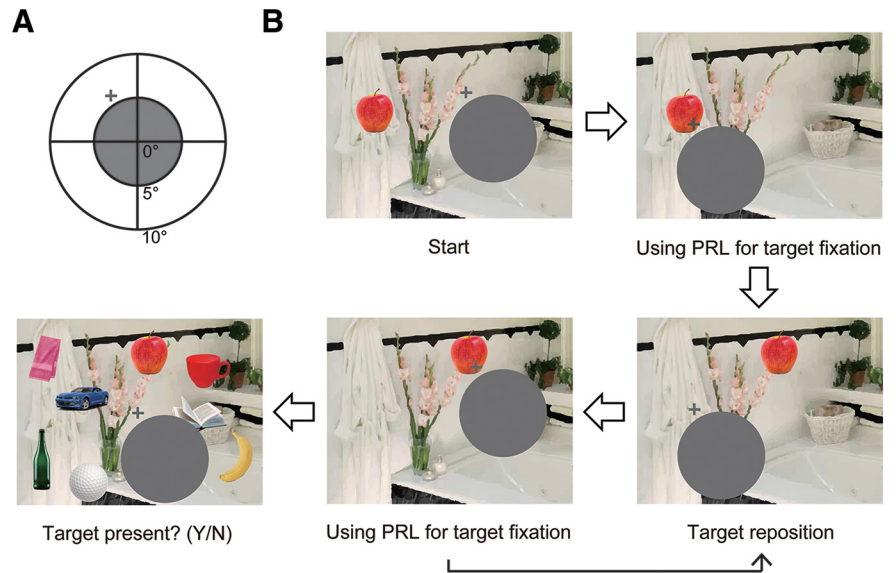 A
B
0°
5°
10°
Start
Using PRL for target fixation
Target present? (Y/N)
Using PRL for target fixation
Target reposition